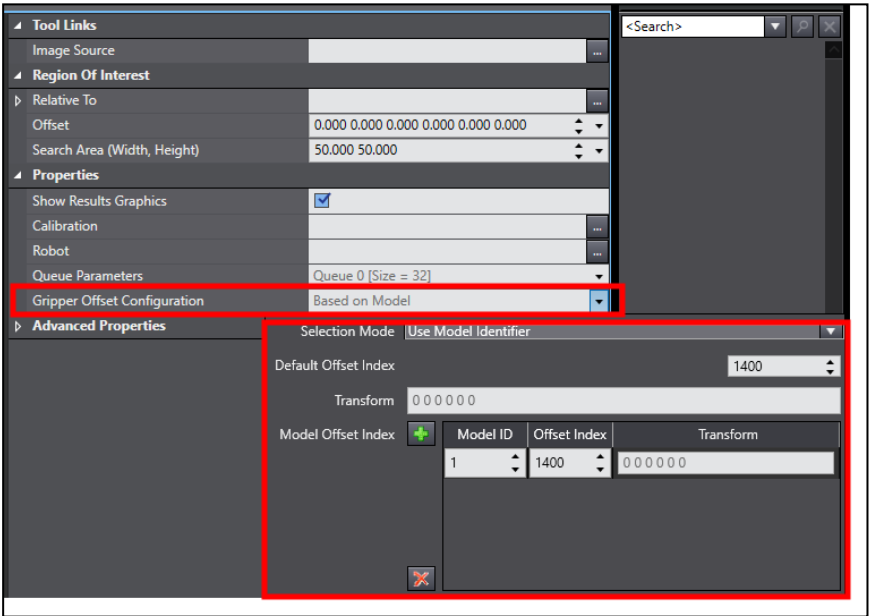 Tool Links
<Search>
Image Source
...
Region Of Interest
Relative To
...
Offset 0.000 0.000 0.000 0.000 0.000 0.000
Search Area (Width, Height) 50.000 50.000
Properties
Show Results Graphics
Calibration
...
Robot
...
Queue Parameters Queue 0 [Size = 32]
Gripper Offset Configuration Based on Model
Advanced Properties
Selection Mode Use Model Identifier
Default Offset Index 1400
Transform 0 0 0 0 0 0
Model Offset Index Model ID Offset Index Transform
1 1400 0 0 0 0 0 0